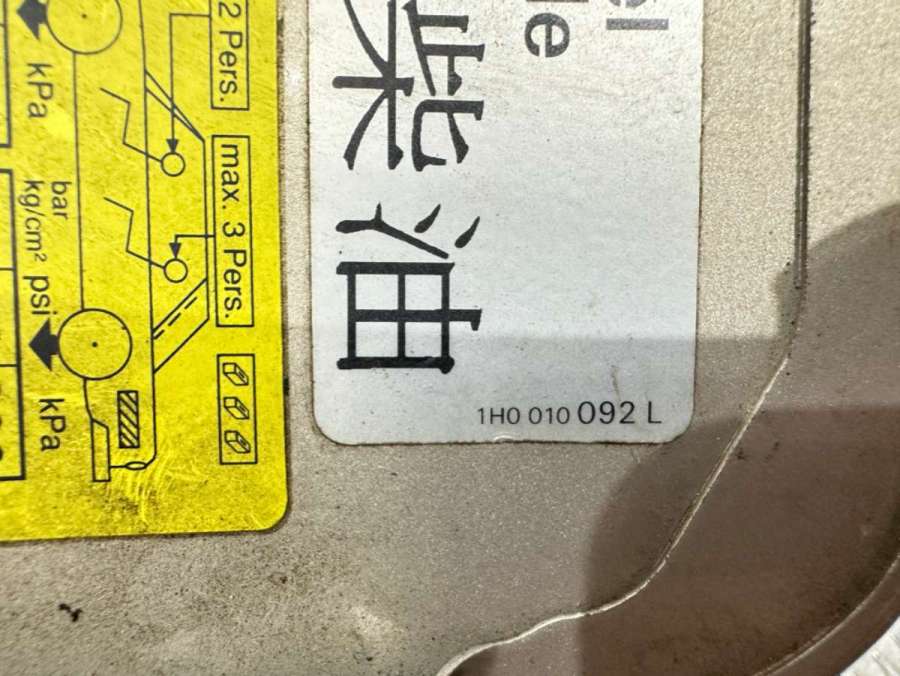 2 Pers.
max. 3 Pers.
kPa
bar
kg/cm² psi
kPa
柴油
1H0 010 092 L